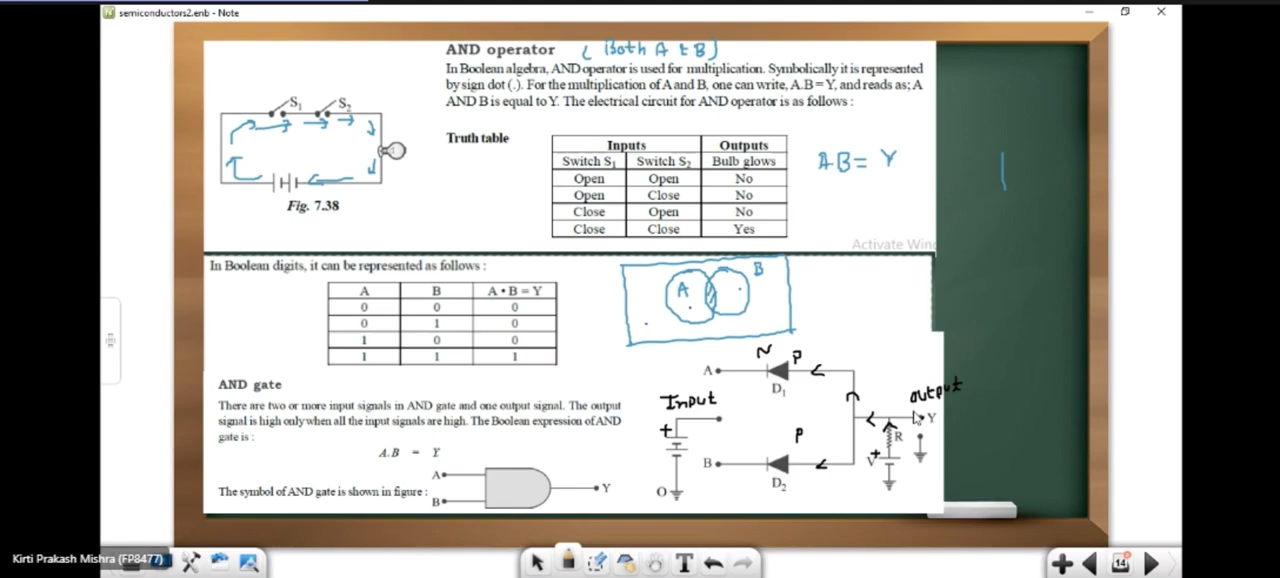 semiconductors2.enb - Note
AND operator ( Both A & B)
In Boolean algebra, AND operator is used for multiplication. Symbolically it is represented
by sign dot (.). For the multiplication of A and B, one can write, A.B = Y, and reads as; A
AND B is equal to Y. The electrical circuit for AND operator is as follows :
S1 S2
Fig. 7.38
Truth table
Inputs Outputs
Switch S1 Switch S2 Bulb glows
Open Open No
Open Close No
Close Open No
Close Close Yes
AB = Y
Activate Win
In Boolean digits, it can be represented as follows :
A B A • B = Y
0 0 0
0 1 0
1 0 0
1 1 1
A B
AND gate
There are two or more input signals in AND gate and one output signal. The output
signal is high only when all the input signals are high. The Boolean expression of AND
gate is :
A.B = Y
The symbol of AND gate is shown in figure :
A
B
Y
N P
A
D1
Input
output
+
Y
P
R
B
V +
D2
O
Kirti Prakash Mishra (FP8477)
T
14